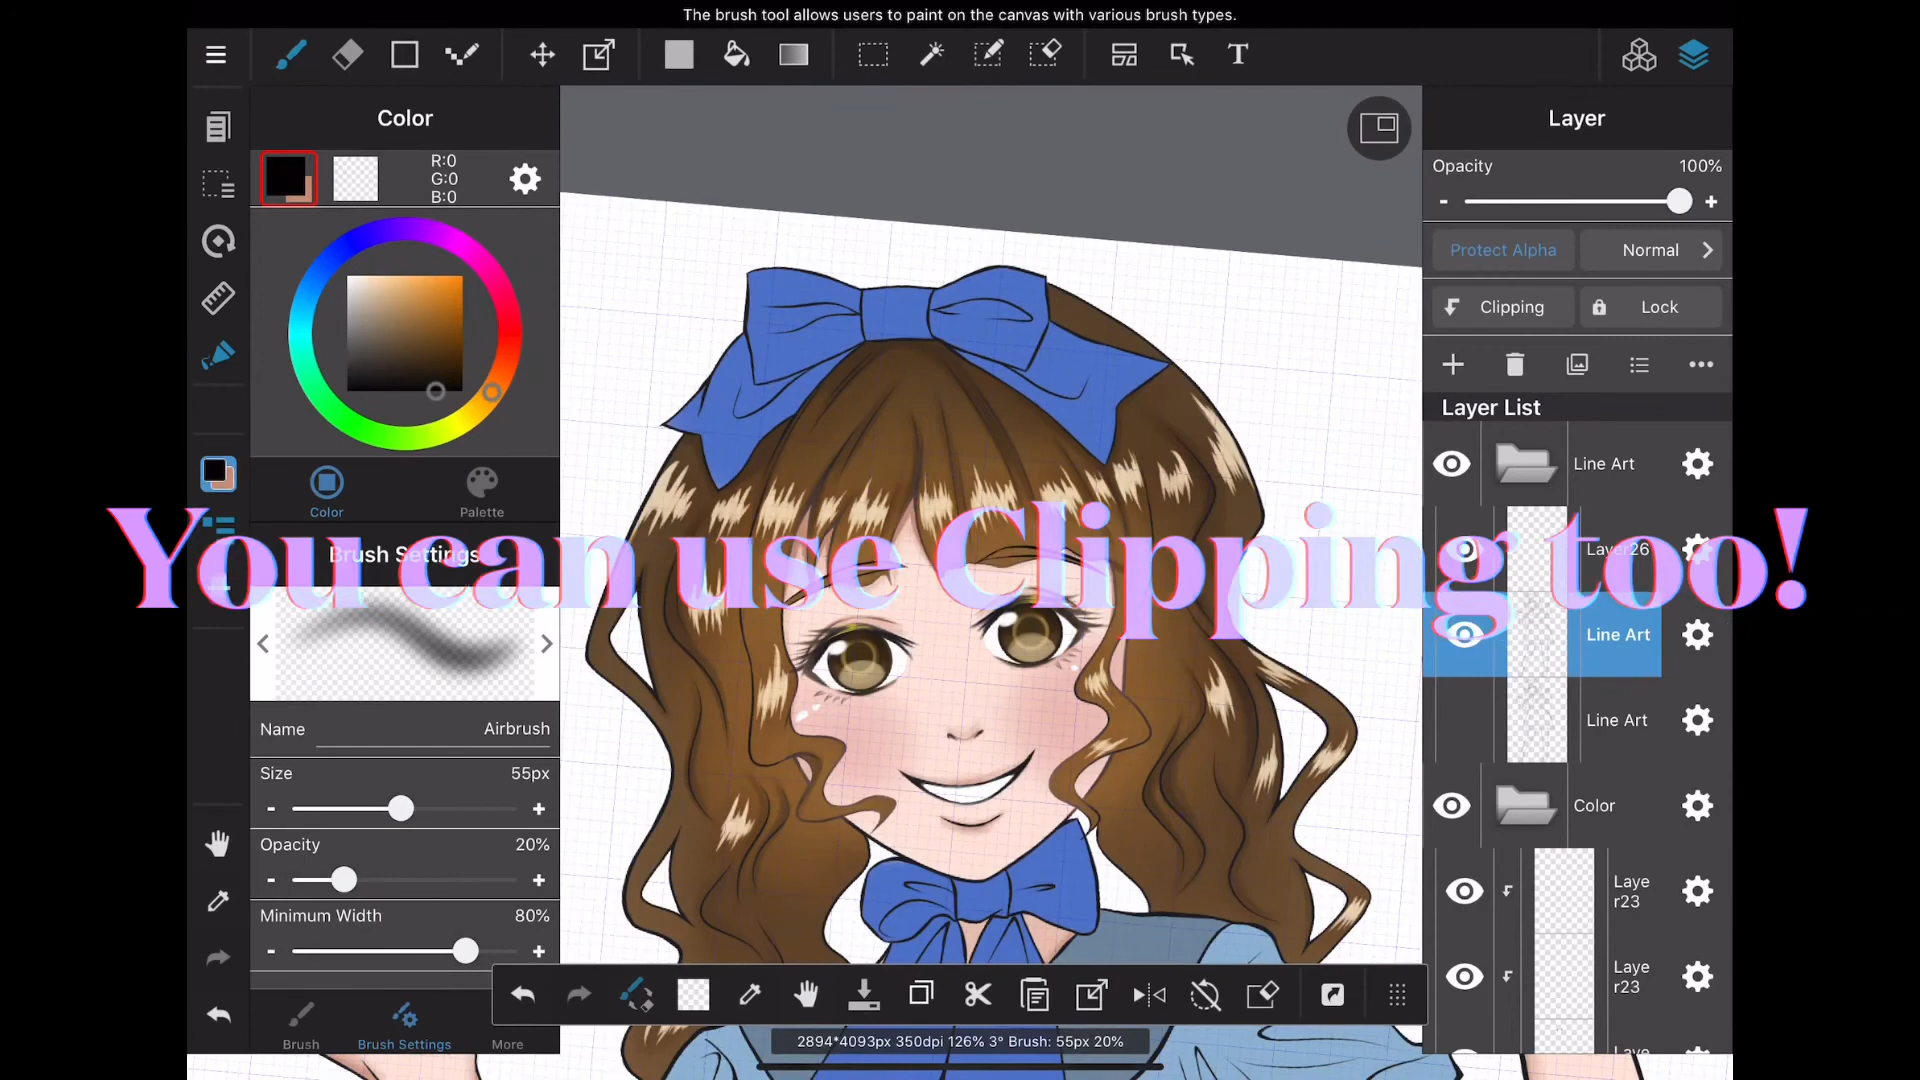 The brush tool allows users to paint on the canvas with various brush types.
T
Color
R:0
G:0
B:0
Color
Palette
Brush Settings
Name
Airbrush
Size
55px
-
+
Opacity
20%
-
+
Minimum Width
80%
-
+
Brush
Brush Settings
More
You can use Clipping too!
2894*4093px 350dpi 126% 3° Brush: 55px 20%
Layer
Opacity
100%
-
+
Protect Alpha
Normal
Clipping
Lock
Layer List
Line Art
Layer26
Line Art
Line Art
Color
Laye
r23
Laye
r23
Laye